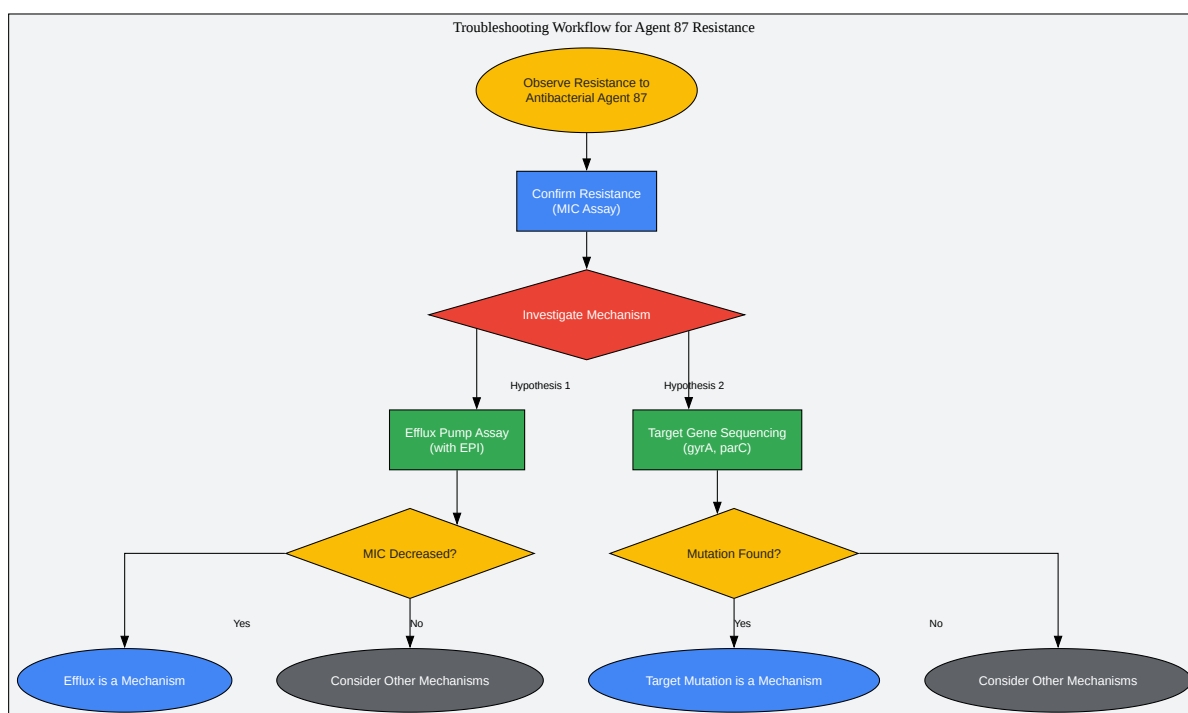 Troubleshooting Workflow for Agent 87 Resistance
Observe Resistance to
Antibacterial Agent 87
Confirm Resistance
(MIC Assay)
Investigate Mechanism
Hypothesis 1
Hypothesis 2
Efflux Pump Assay
(with EPI)
Target Gene Sequencing
(gyrA, parC)
MIC Decreased?
Mutation Found?
Yes
No
Yes
No
Efflux is a Mechanism
Consider Other Mechanisms
Target Mutation is a Mechanism
Consider Other Mechanisms